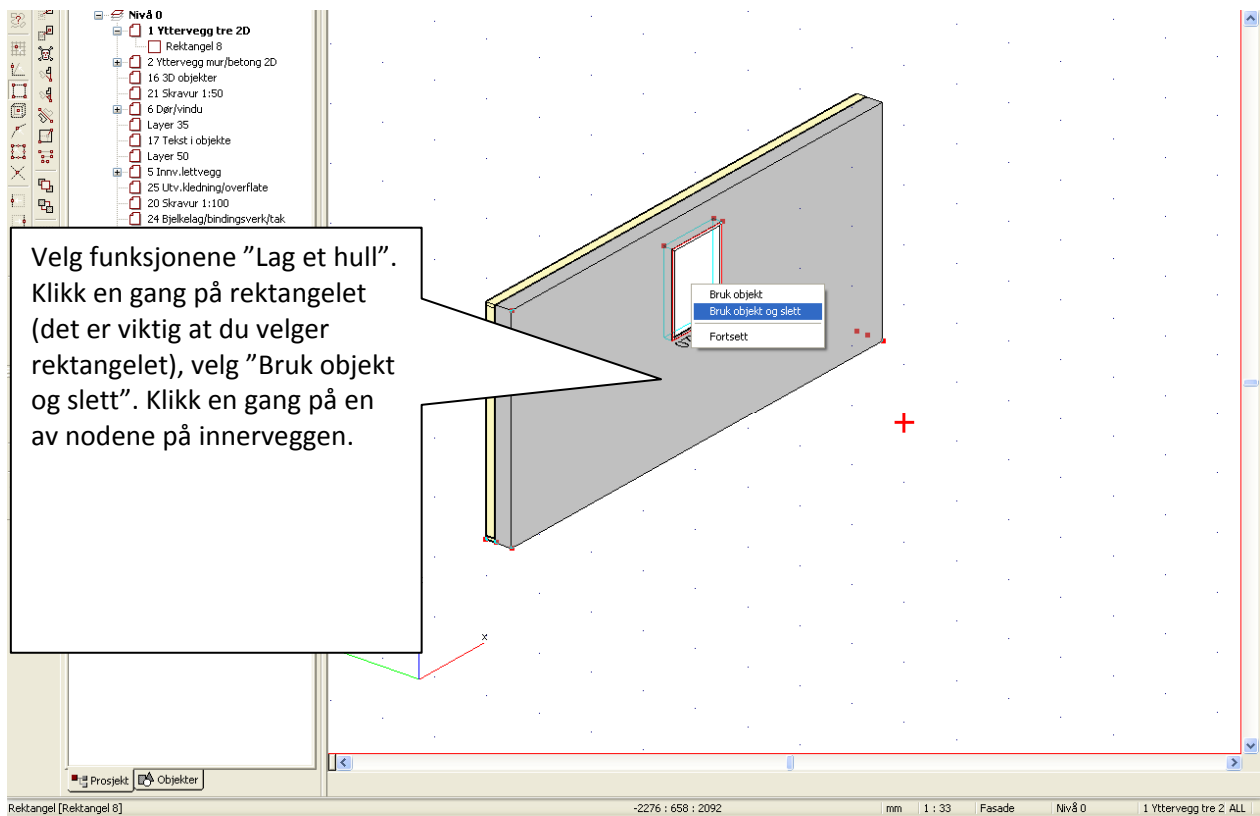 Nivå 0
1 Yttervegg tre 2D
Rektangel 8
2 Yttervegg mur/betong 2D
16 3D objekter
21 Skravur 1:50
6 Dør/vindu
Layer 35
17 Tekst i objekte
Layer 50
5 Innv.lettvegg
25 Utv.kledning/overflate
20 Skravur 1:100
24 Bjelkelag/bindingsverk/tak
Velg funksjonene ”Lag et hull”.
Klikk en gang på rektangelet
(det er viktig at du velger
rektangelet), velg ”Bruk objekt
og slett”. Klikk en gang på en
av nodene på innerveggen.
Bruk objekt
Bruk objekt og slett
Fortsett
x
Prosjekt Objekter
Rektangel [Rektangel 8] -2276 : 658 : 2092 mm 1 : 33 Fasade Nivå 0 1 Yttervegg tre 2 ALL